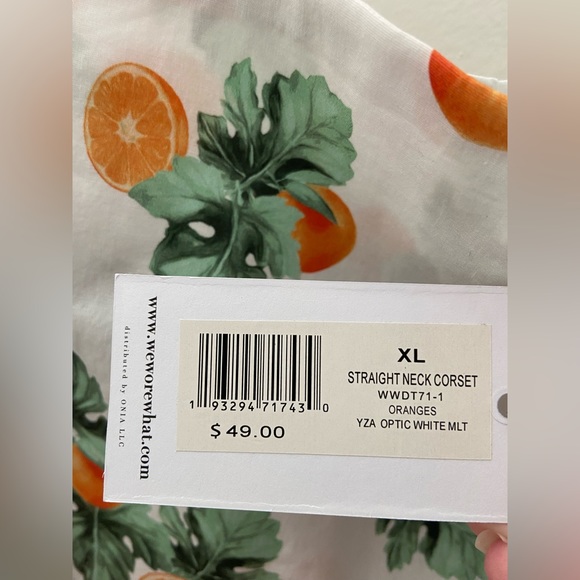 www.weworewhat.com
distributed by ONIA LLC
1 93294 71743 0
$ 49.00
XL
STRAIGHT NECK CORSET
WWDT71-1
ORANGES
YZA OPTIC WHITE MLT